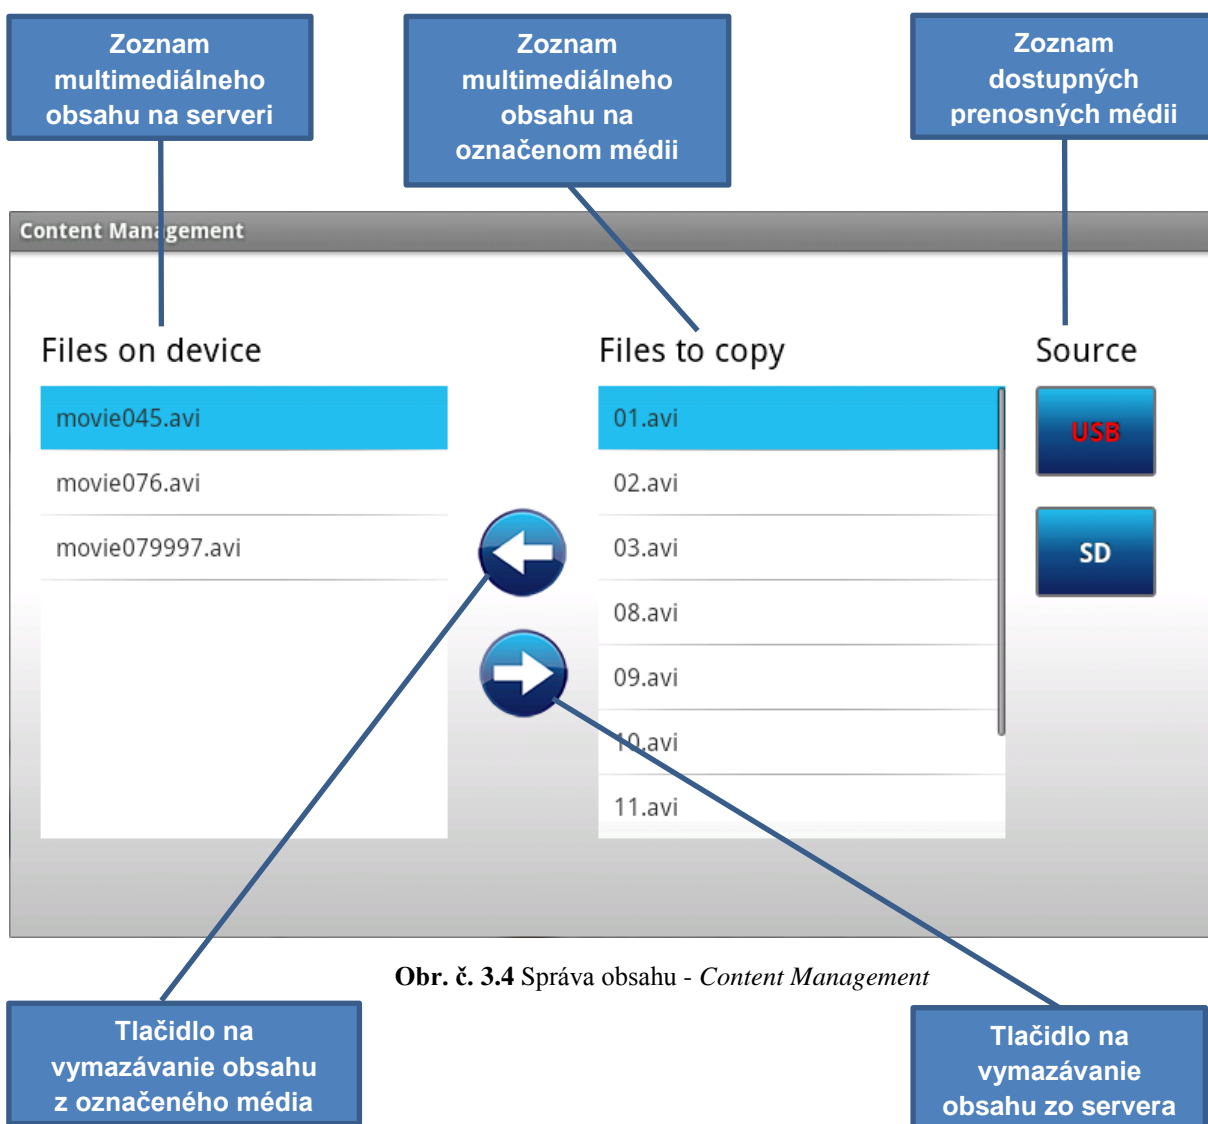 Zoznam
multimediálneho
obsahu na serveri
Zoznam
multimediálneho
obsahu na
označenom médii
Zoznam
dostupných
prenosných médii
Content Management
Files on device
movie045.avi
movie076.avi
movie079997.avi
Files to copy
01.avi
02.avi
03.avi
08.avi
09.avi
10.avi
11.avi
Source
USB
SD
Obr. č. 3.4 Správa obsahu - Content Management
Tlačidlo na
vymazávanie obsahu
z označeného média
Tlačidlo na
vymazávanie
obsahu zo servera